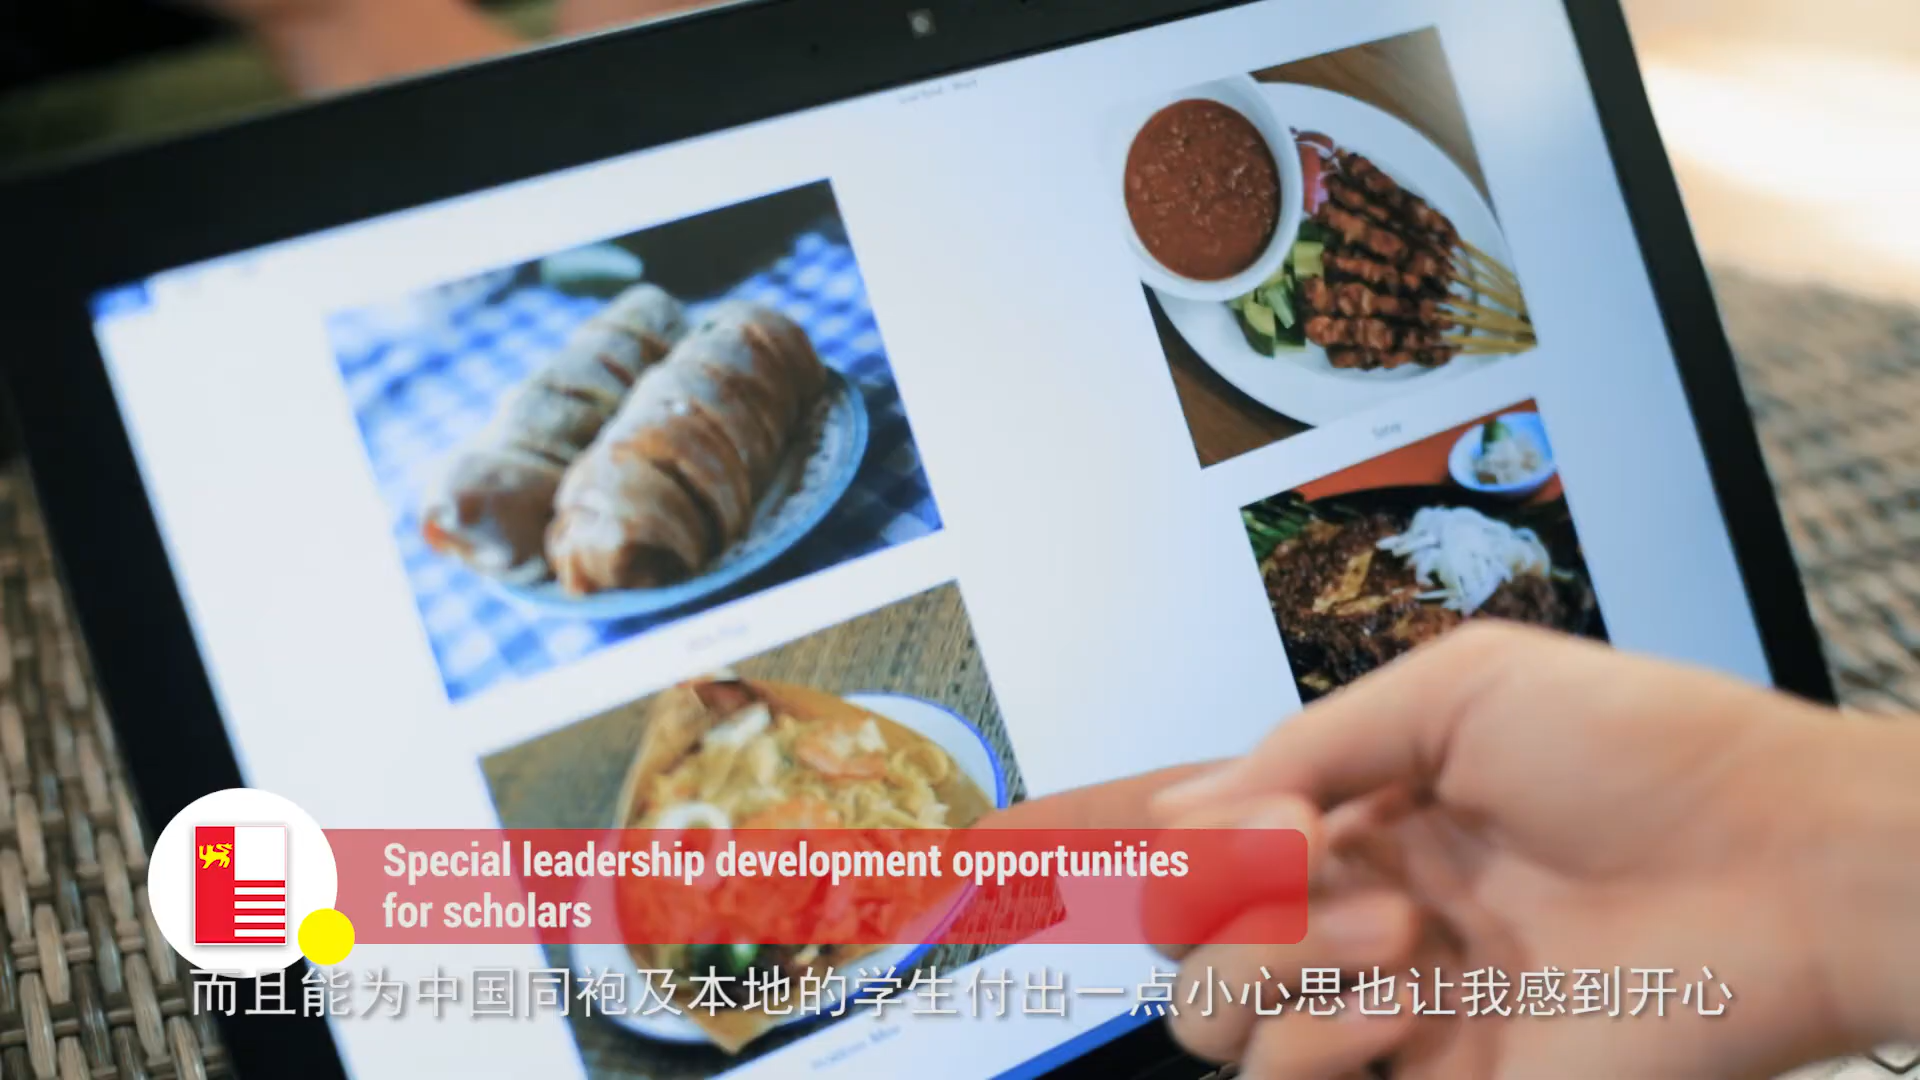 Satay
Special leadership development opportunities
for scholars
而且能为中国同袍及本地的学生付出一点小心思也让我感到开心